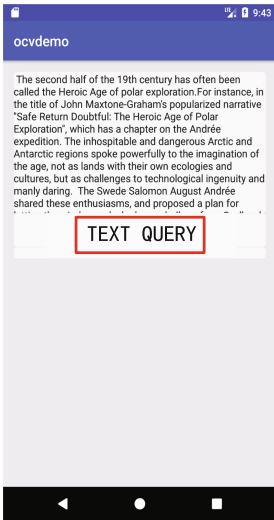 9:43
ocvdemo
The second half of the 19th century has often been
called the Heroic Age of polar exploration.For instance, in
the title of John Maxtone-Graham's popularized narrative
"Safe Return Doubtful: The Heroic Age of Polar
Exploration", which has a chapter on the Andrée
expedition. The inhospitable and dangerous Arctic and
Antarctic regions spoke powerfully to the imagination of
the age, not as lands with their own ecologies and
cultures, but as challenges to technological ingenuity and
manly daring.  The Swede Salomon August Andrée
shared these enthusiasms, and proposed a plan for
TEXT QUERY